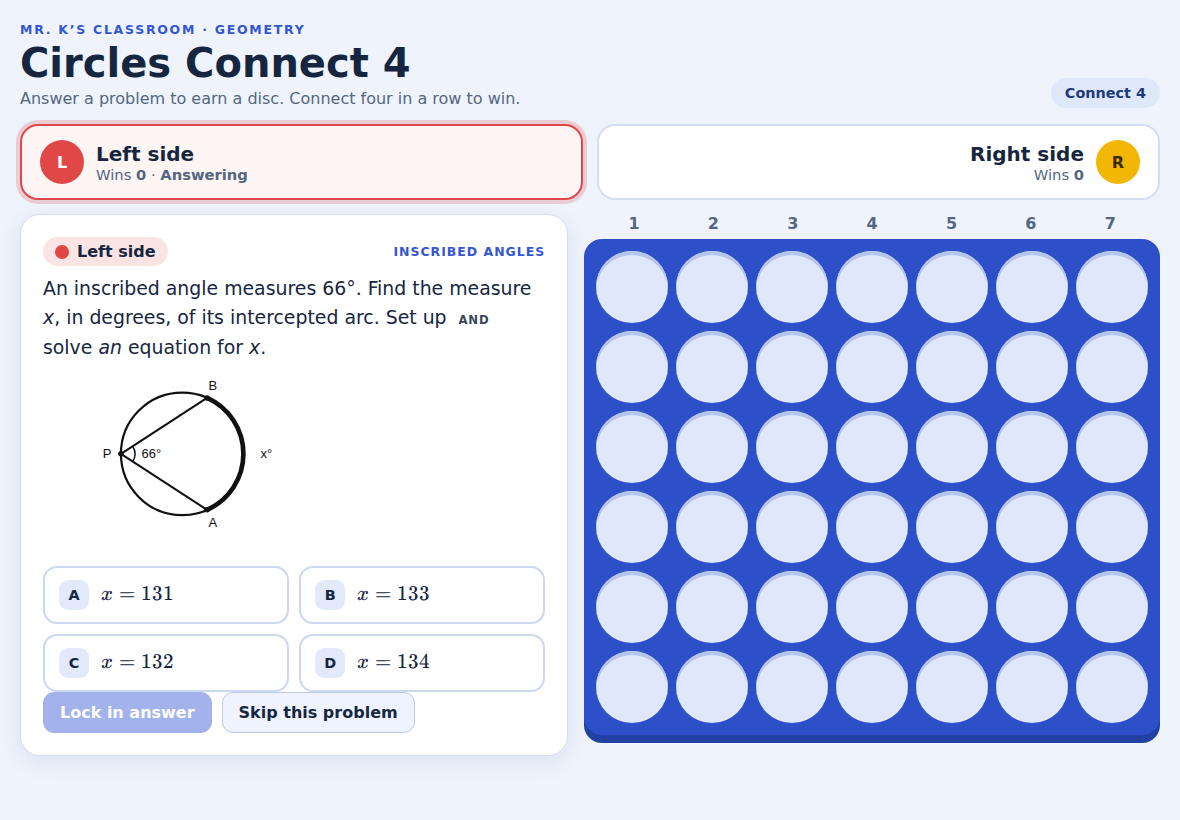 MR. K’S CLASSROOM · GEOMETRY
Circles Connect 4
Answer a problem to earn a disc. Connect four in a row to win.
Connect 4
L
Left side
Wins 0 · Answering
Right side
Wins 0
R
Left side
INSCRIBED ANGLES
An inscribed angle measures 66°. Find the measure
x, in degrees, of its intercepted arc. Set up AND
solve an equation for x.
B
P
66°
x°
A
A x = 131
B x = 133
C x = 132
D x = 134
Lock in answer
Skip this problem
1 2 3 4 5 6 7